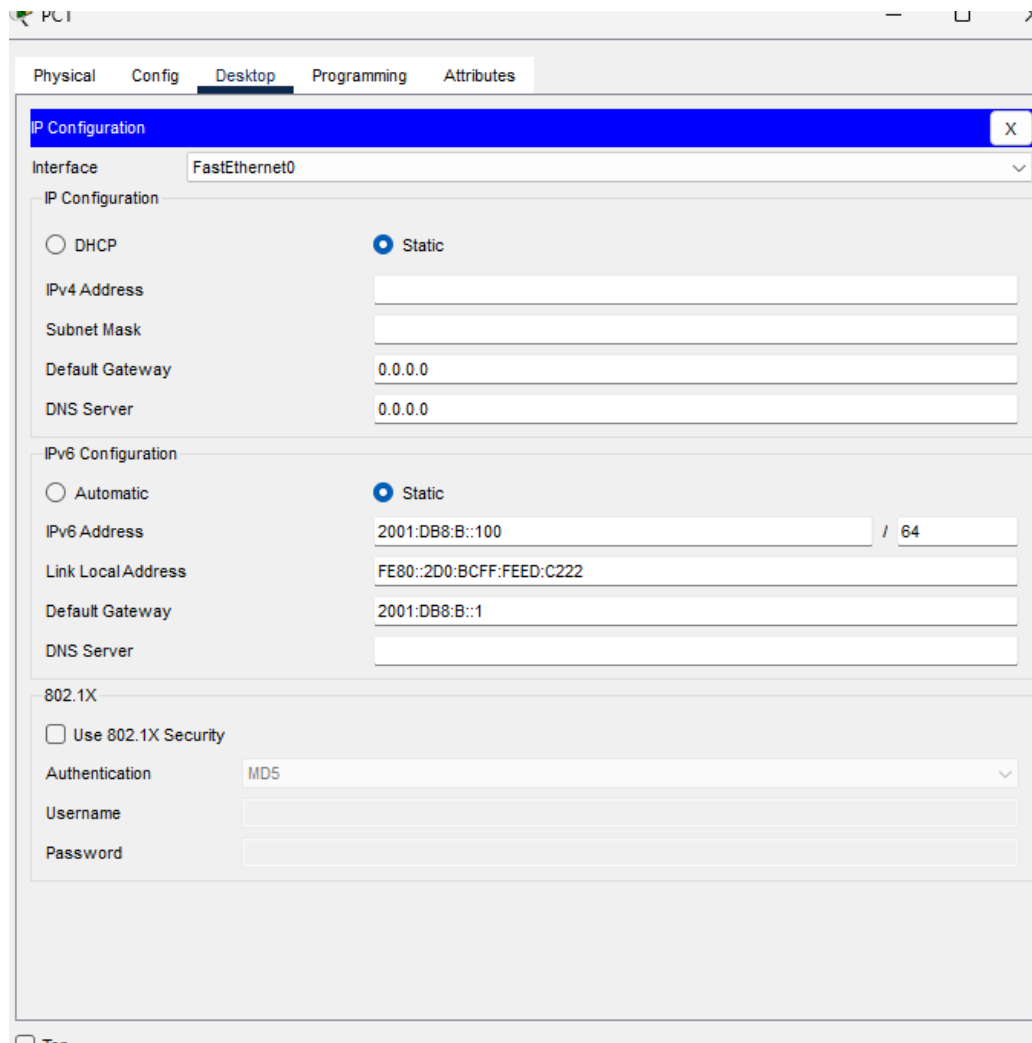 PC1
Physical Config Desktop Programming Attributes
IP Configuration X
Interface FastEthernet0
IP Configuration
DHCP Static
IPv4 Address
Subnet Mask
Default Gateway 0.0.0.0
DNS Server 0.0.0.0
IPv6 Configuration
Automatic Static
IPv6 Address 2001:DB8:B::100 / 64
Link Local Address FE80::2D0:BCFF:FEED:C222
Default Gateway 2001:DB8:B::1
DNS Server
802.1X
Use 802.1X Security
Authentication MD5
Username
Password
Top